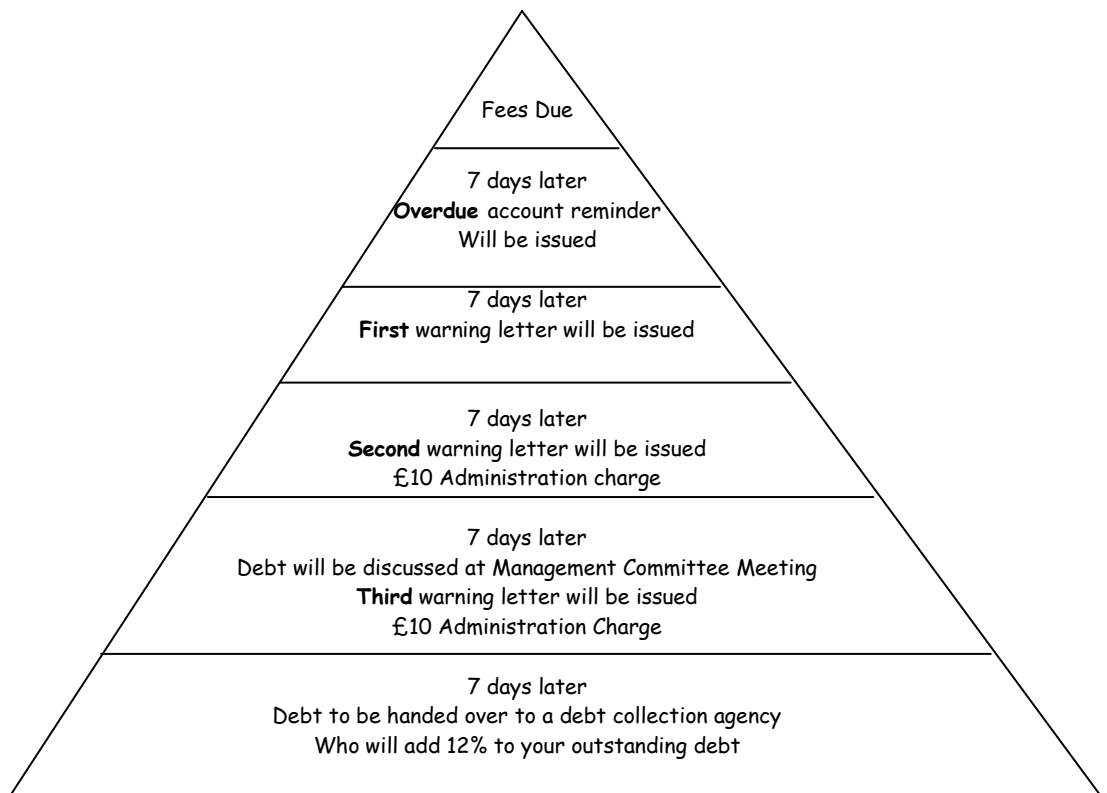 Fees Due
7 days later
Overdue account reminder
Will be issued
7 days later
First warning letter will be issued
7 days later
Second warning letter will be issued
£10 Administration charge
7 days later
Debt will be discussed at Management Committee Meeting
Third warning letter will be issued
£10 Administration Charge
7 days later
Debt to be handed over to a debt collection agency
Who will add 12% to your outstanding debt